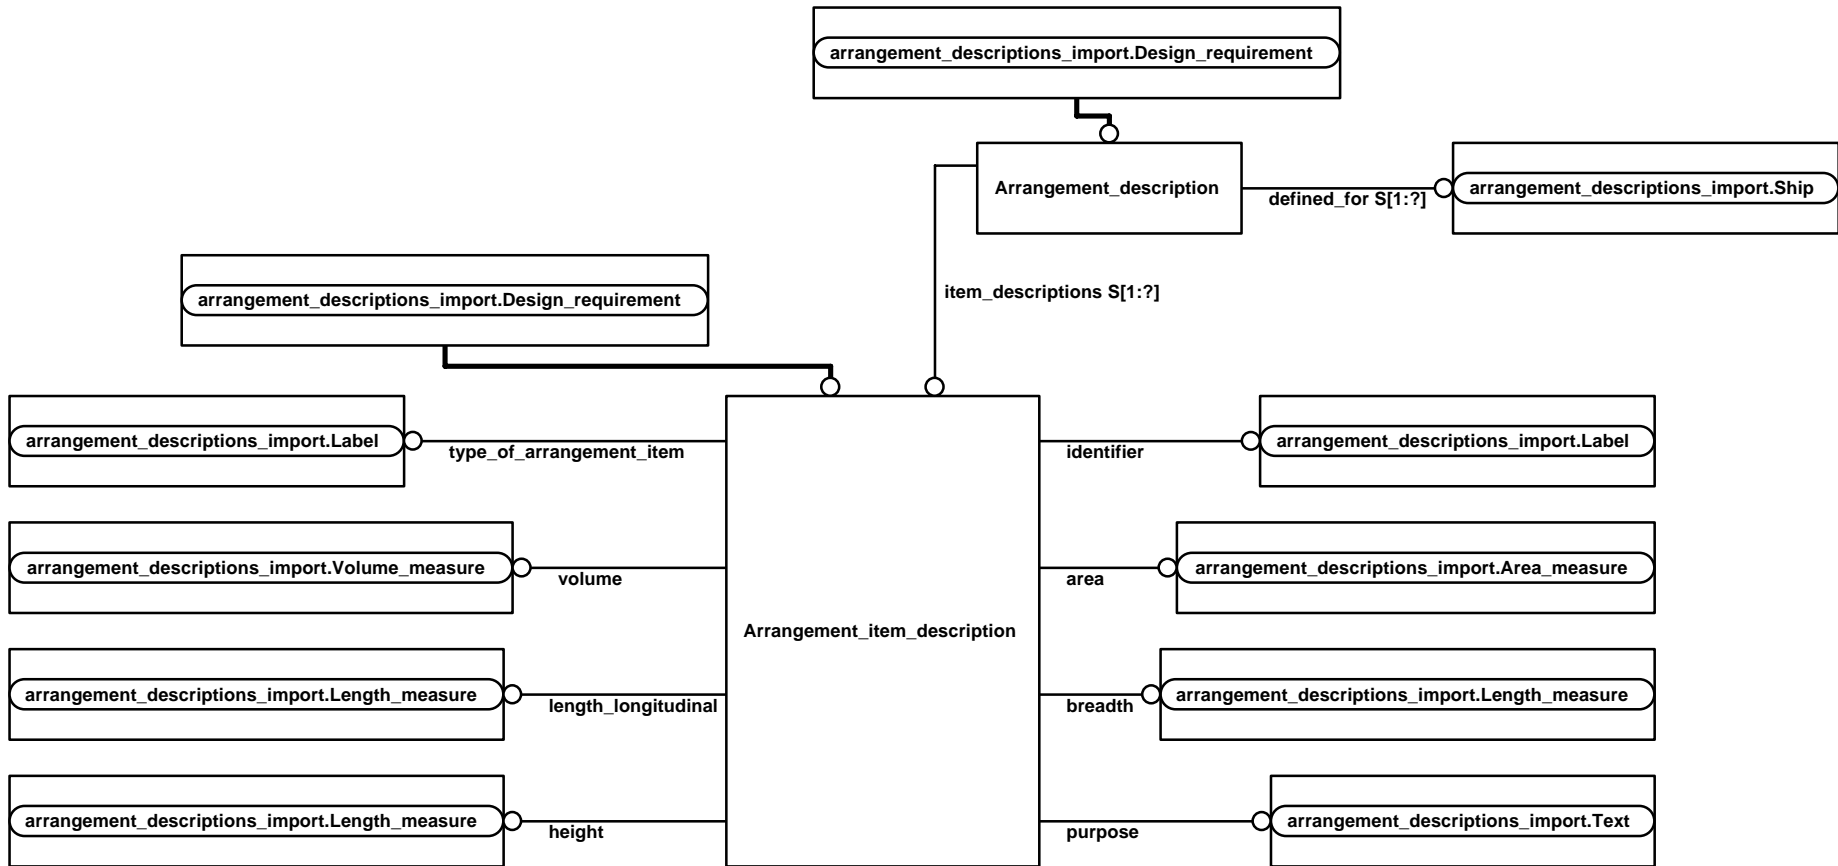 arrangement_descriptions_import.Design_requirement
Arrangement_description
defined_for S[1:?]
arrangement_descriptions_import.Ship
item_descriptions S[1:?]
arrangement_descriptions_import.Design_requirement
arrangement_descriptions_import.Label
type_of_arrangement_item
identifier
arrangement_descriptions_import.Label
arrangement_descriptions_import.Volume_measure
volume
area
arrangement_descriptions_import.Area_measure
Arrangement_item_description
arrangement_descriptions_import.Length_measure
length_longitudinal
breadth
arrangement_descriptions_import.Length_measure
arrangement_descriptions_import.Length_measure
height
purpose
arrangement_descriptions_import.Text